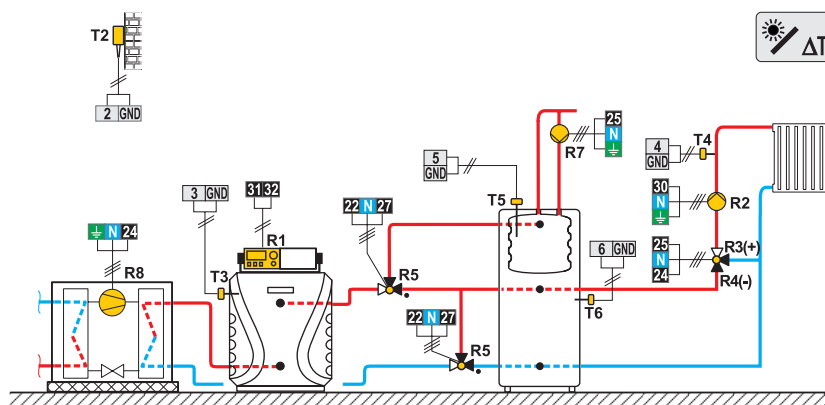 T2
ΔT
2 GND
25
N
R7
4
GND
T4
5
GND
T5
3 GND
31 32
22 N 27
30
N
R2
N 24
R8
R1
6 GND
25
N
24
R3(+)
R4(-)
T3
R5
T6
22 N 27
R5